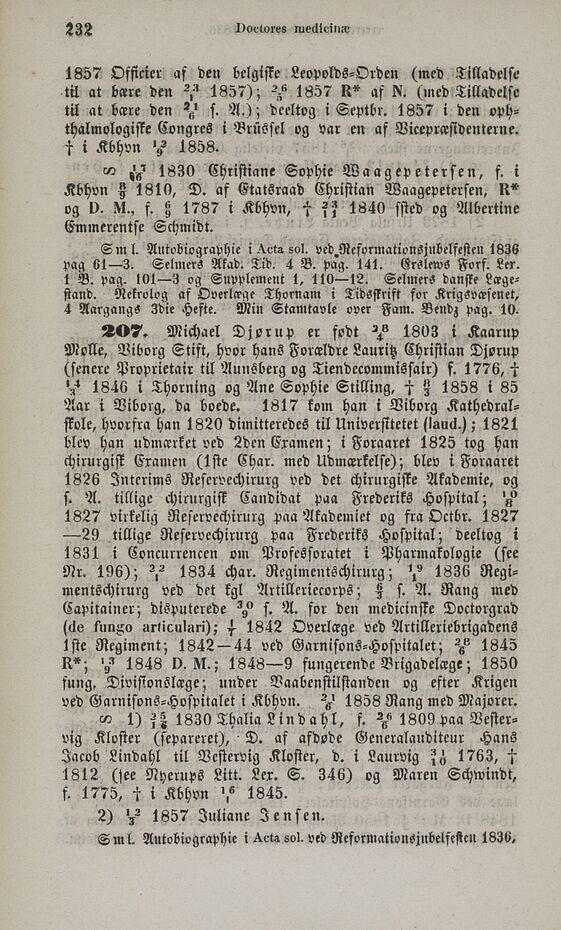 232 Doctores medicinæ
1857 Officier af den belgiske Leopolds-Orden (med Tilladelse
til at bære den 23/1 1857); 26/5 1857 R* af N. (med Tilladelse
til at bære den 21/6 s. A.); deeltog i Septbr. 1857 i den oph-
thalmologiske Congres i Brüssel og var en af Vicepræsidenterne.
† i Kbhvn 12/9 1858.
∞ 17/10 1830 Christiane Sophie Waagepetersen, f. i
Kbhvn 8/9 1810, D. af Etatsraad Christian Waagepetersen, R*
og D. M., f. 6/9 1787 i Kbhvn, † 23/11 1840 ssted og Albertine
Emmerentse Schmidt.
Sml. Autobiographie i Acta sol. ved Reformationsjubelfesten 1836
pag 61—3. Selmers Akad. Tid. 4 B. pag. 141. Erslews Forf. Lex.
1 B. pag. 101—3 og Supplement 1, 110—12. Selmers danske Læge-
stand. Nekrolog af Overlæge Thornam i Tidsskrift for Krigsvæsenet,
4 Aargangs 3die Hefte. Min Stamtavle over Fam. Bendz pag. 10.
207. Michael Djørup er født 28/4 1803 i Kaarup
Mølle, Viborg Stift, hvor hans Forældre Lauritz Christian Djørup
(senere Proprietair til Aunsberg og Tiendecommissair) f. 1776, †
14/3 1846 i Thorning og Ane Sophie Stilling, † 8/3 1858 i 85
Aar i Viborg, da boede. 1817 kom han i Viborg Kathedral-
skole, hvorfra han 1820 dimitteredes til Universitetet (laud.); 1821
blev han udmærket ved 2den Examen; i Foraaret 1825 tog han
chirurgisk Examen (1ste Char. med Udmærkelse); blev i Foraaret
1826 Interims Reservechirurg ved det chirurgiske Akademie, og
s. A. tillige chirurgisk Candidat paa Frederiks Hospital; 10/8
1827 virkelig Reservechirurg paa Akademiet og fra Octbr. 1827
—29 tillige Reservechirurg paa Frederiks Hospital; deeltog i
1831 i Concurrencen om Professoratet i Pharmakologie (see
Nr. 196); 22/2 1834 char. Regimentschirurg; 19/1 1836 Regi-
mentschirurg ved det kgl Artilleriecorps; 6/3 s. A. Rang med
Capitainer; disputerede 30/9 s. A. for den medicinske Doctorgrad
(de fungo articulari); 1/7 1842 Overlæge ved Artilleriebrigadens
1ste Regiment; 1842—44 ved Garnisons-Hospitalet; 28/6 1845
R*; 13/9 1848 D. M.; 1848—9 fungerende Brigadelæge; 1850
fung. Divisionslæge; under Vaabenstilstanden og efter Krigen
ved Garnisons-Hospitalet i Kbhvn. 21/6 1858 Rang med Majorer.
∞ 1) 25/5 1830 Thalia Lindahl, f. 26/6 1809 paa Vester-
vig Kloster (separeret), D. af afdøde Generalauditeur Hans
Jacob Lindahl til Vestervig Kloster, d. i Laurvig 31/10 1763, †
1812 (see Nyerups Litt. Lex. S. 346) og Maren Schwindt,
f. 1775, † i Kbhvn 16/1 1845.
2) 12/3 1857 Juliane Jensen.
Sml. Autobiographie i Acta sol. ved Reformationsjubelfesten 1836,